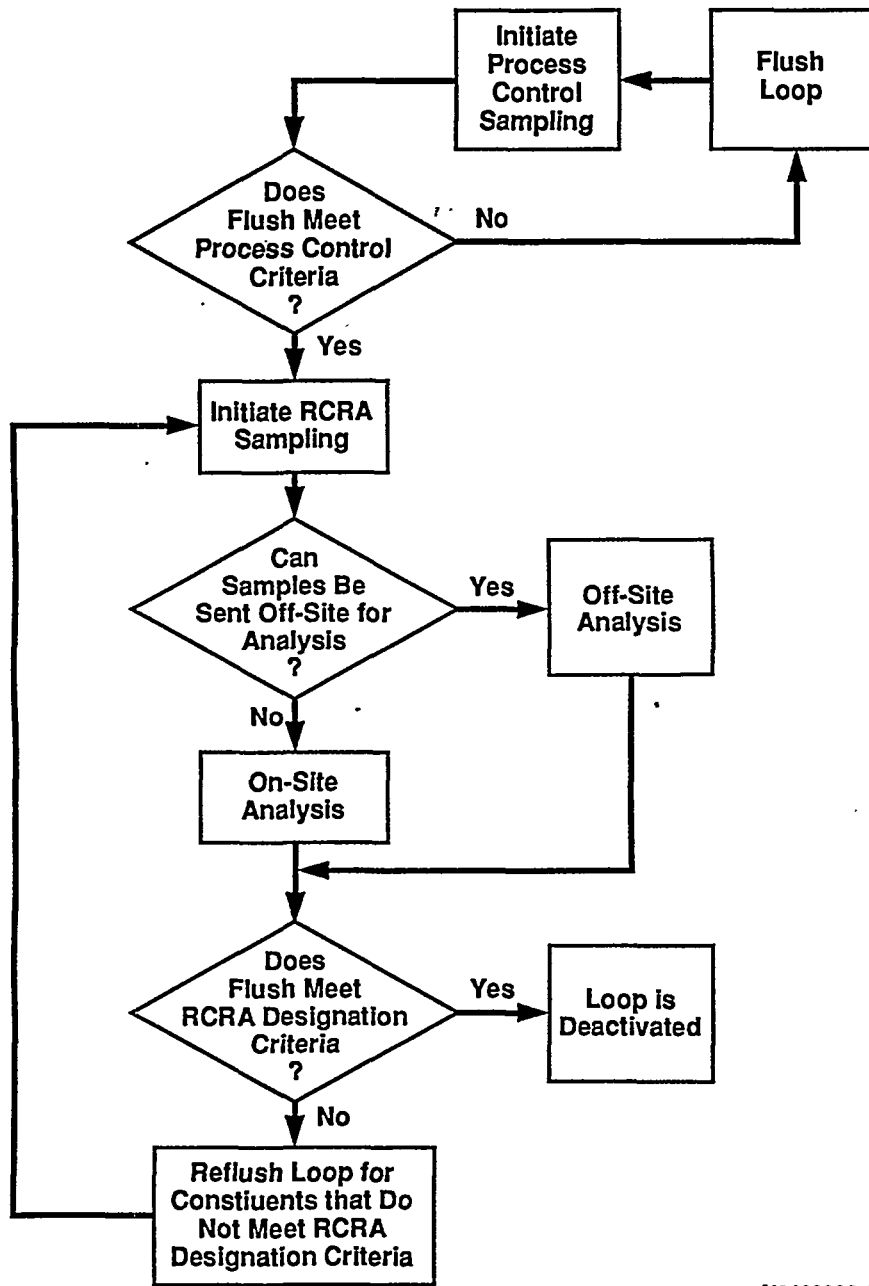 Initiate
Process
Control
Sampling
Flush
Loop
Does
Flush Meet
Process Control
Criteria
?
No
Yes
Initiate RCRA
Sampling
Can
Samples Be
Sent Off-Site for
Analysis
?
Yes
Off-Site
Analysis
No
On-Site
Analysis
Does
Flush Meet
RCRA Designation
Criteria
?
Yes
Loop is
Deactivated
No
Reflush Loop for
Constiuents that Do
Not Meet RCRA
Designation Criteria